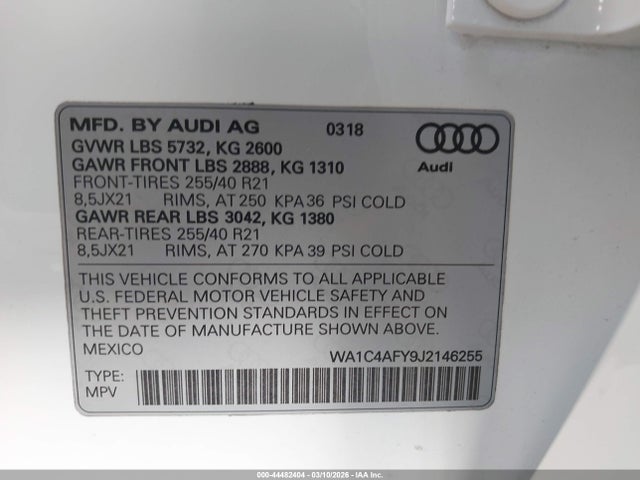 MFD. BY AUDI AG 0318
GVWR LBS 5732, KG 2600
GAWR FRONT LBS 2888, KG 1310
Audi
FRONT-TIRES 255/40 R21
8,5JX21 RIMS, AT 250 KPA 36 PSI COLD
GAWR REAR LBS 3042, KG 1380
REAR-TIRES 255/40 R21
8,5JX21 RIMS, AT 270 KPA 39 PSI COLD
THIS VEHICLE CONFORMS TO ALL APPLICABLE
U.S. FEDERAL MOTOR VEHICLE SAFETY AND
THEFT PREVENTION STANDARDS IN EFFECT ON
THE DATE OF MANUFACTURE SHOWN ABOVE.
MEXICO WA1C4AFY9J2146255
TYPE:
MPV
000-44482404 - 03/10/2026 - IAA Inc.